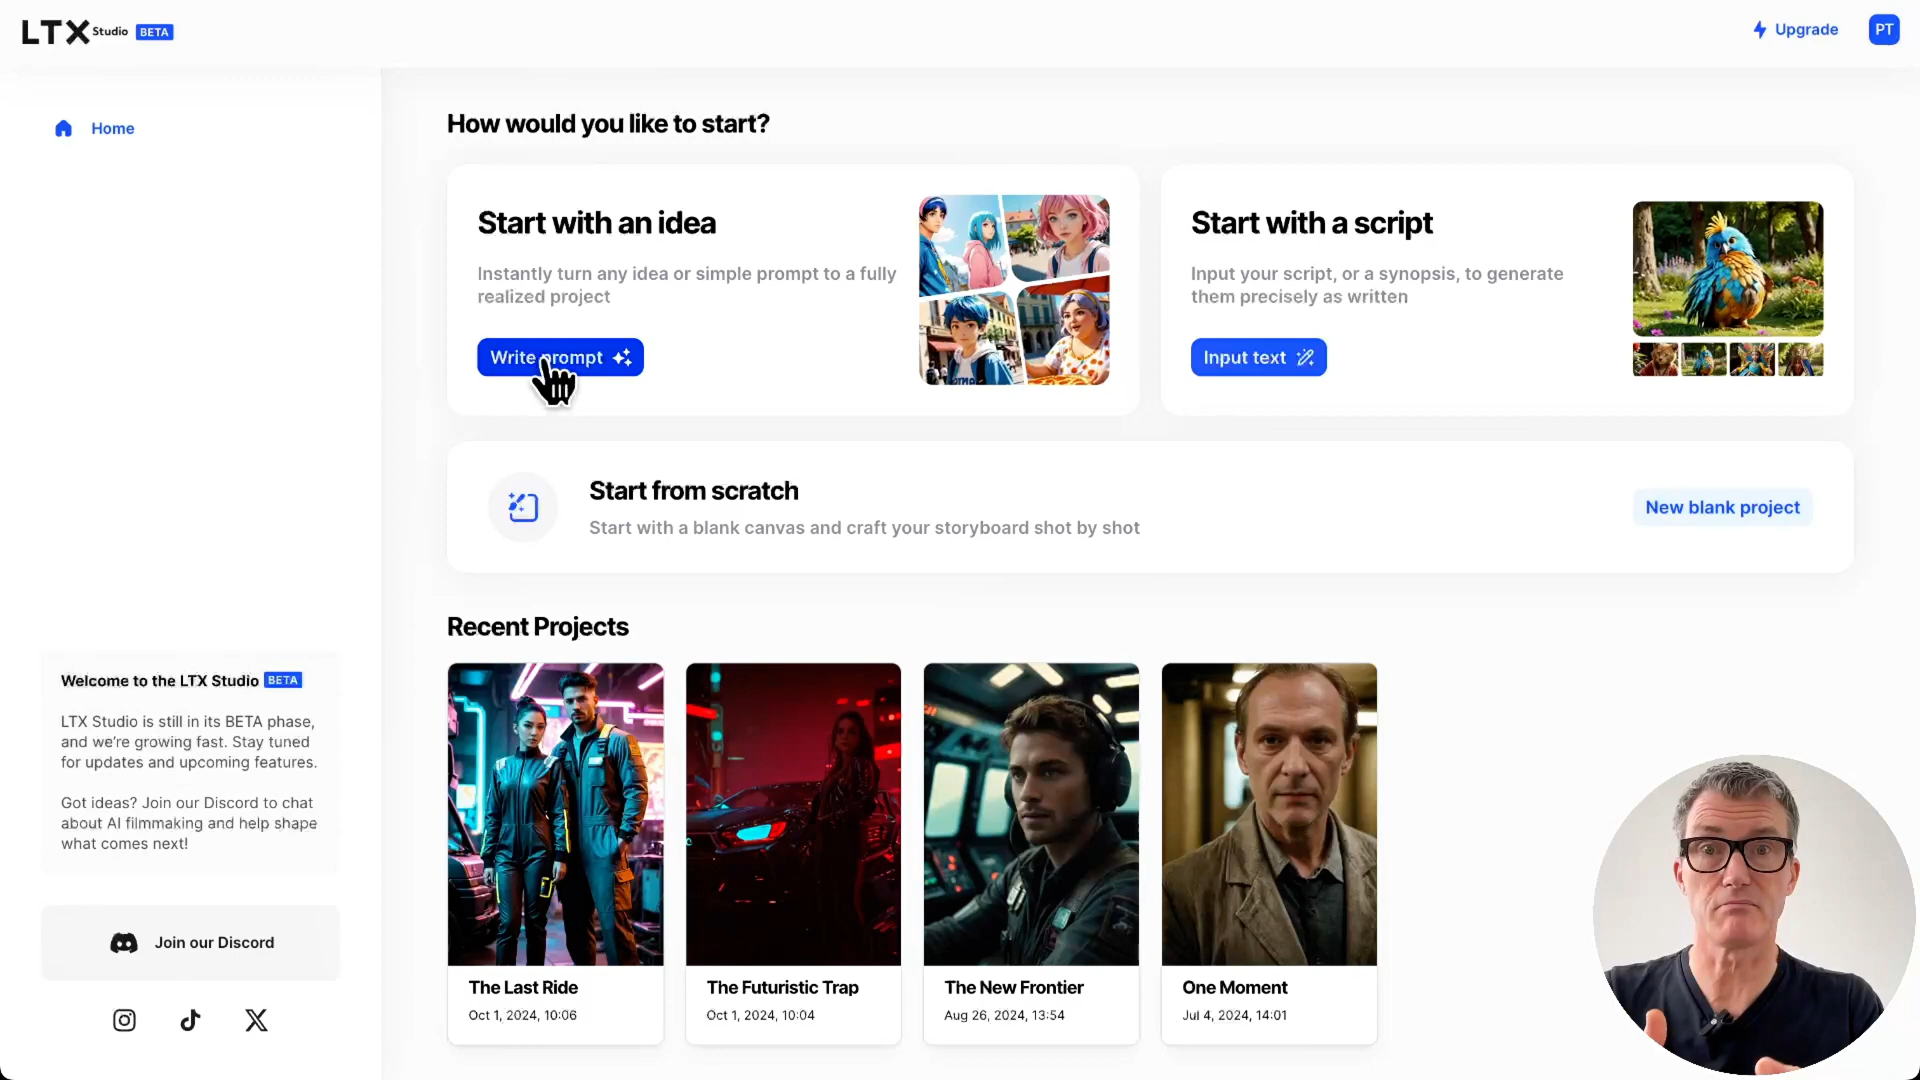 LTX Studio BETA
Upgrade
PT
Home
How would you like to start?
Start with an idea
Instantly turn any idea or simple prompt to a fully
realized project
Write prompt
Start with a script
Input your script, or a synopsis, to generate
them precisely as written
Input text
Start from scratch
Start with a blank canvas and craft your storyboard shot by shot
New blank project
Recent Projects
The Last Ride
Oct 1, 2024, 10:06
The Futuristic Trap
Oct 1, 2024, 10:04
The New Frontier
Aug 26, 2024, 13:54
One Moment
Jul 4, 2024, 14:01
Welcome to the LTX Studio BETA
LTX Studio is still in its BETA phase,
and we're growing fast. Stay tuned
for updates and upcoming features.
Got ideas? Join our Discord to chat
about AI filmmaking and help shape
what comes next!
Join our Discord